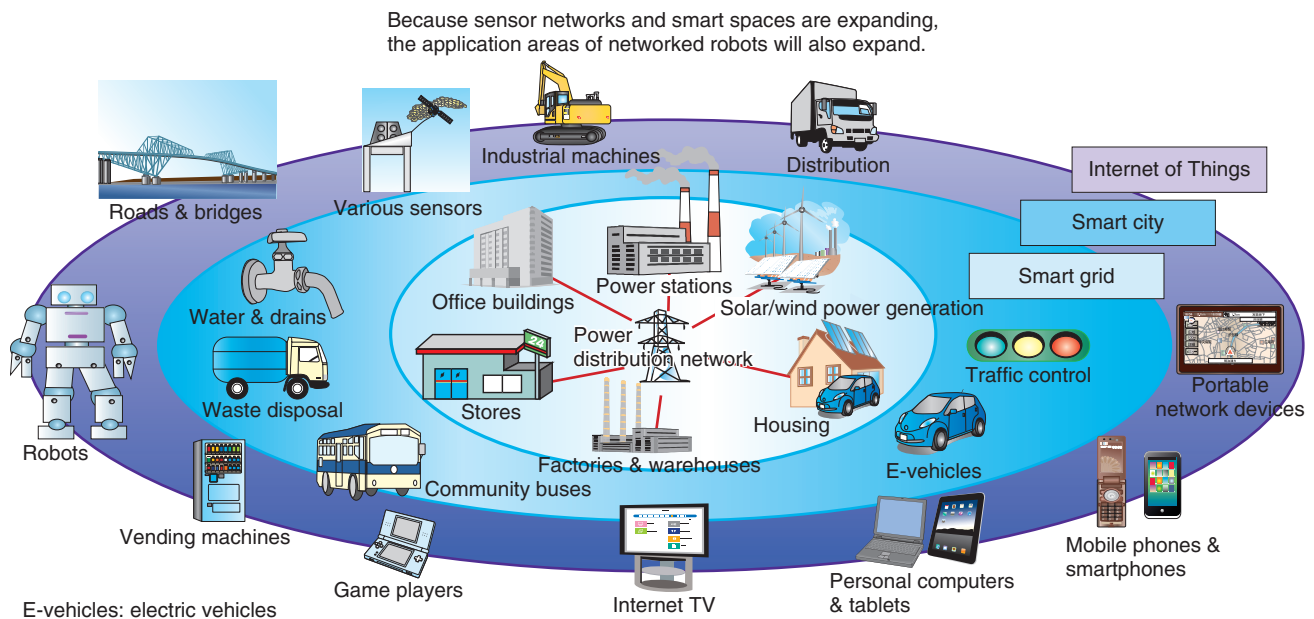 Because sensor networks and smart spaces are expanding,
the application areas of networked robots will also expand.
Industrial machines
Distribution
Internet of Things
Roads & bridges
Various sensors
Smart city
Smart grid
Office buildings
Power stations
Solar/wind power generation
Water & drains
Power
distribution network
24
Traffic control
Portable
network devices
Waste disposal
Stores
Housing
Robots
Factories & warehouses
E-vehicles
Community buses
Vending machines
Game players
Internet TV
Personal computers
& tablets
Mobile phones &
smartphones
E-vehicles: electric vehicles